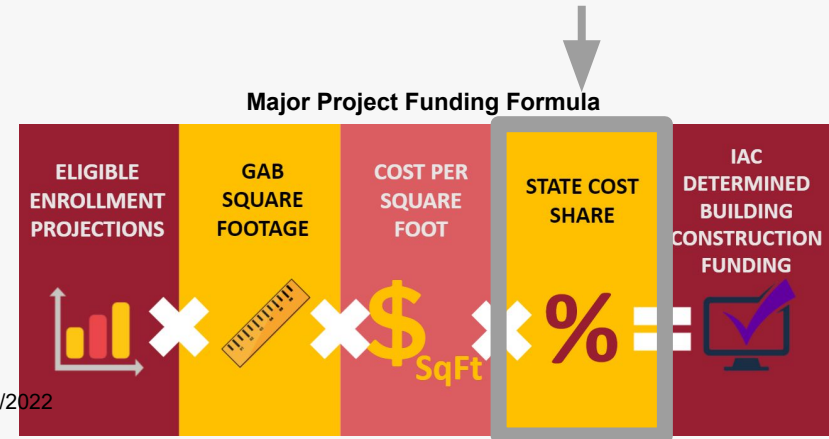 Major Project Funding Formula
ELIGIBLE
ENROLLMENT
PROJECTIONS
GAB
SQUARE
FOOTAGE
COST PER
SQUARE
FOOT
STATE COST
SHARE
IAC
DETERMINED
BUILDING
CONSTRUCTION
FUNDING
$
SqFt
%
/2022